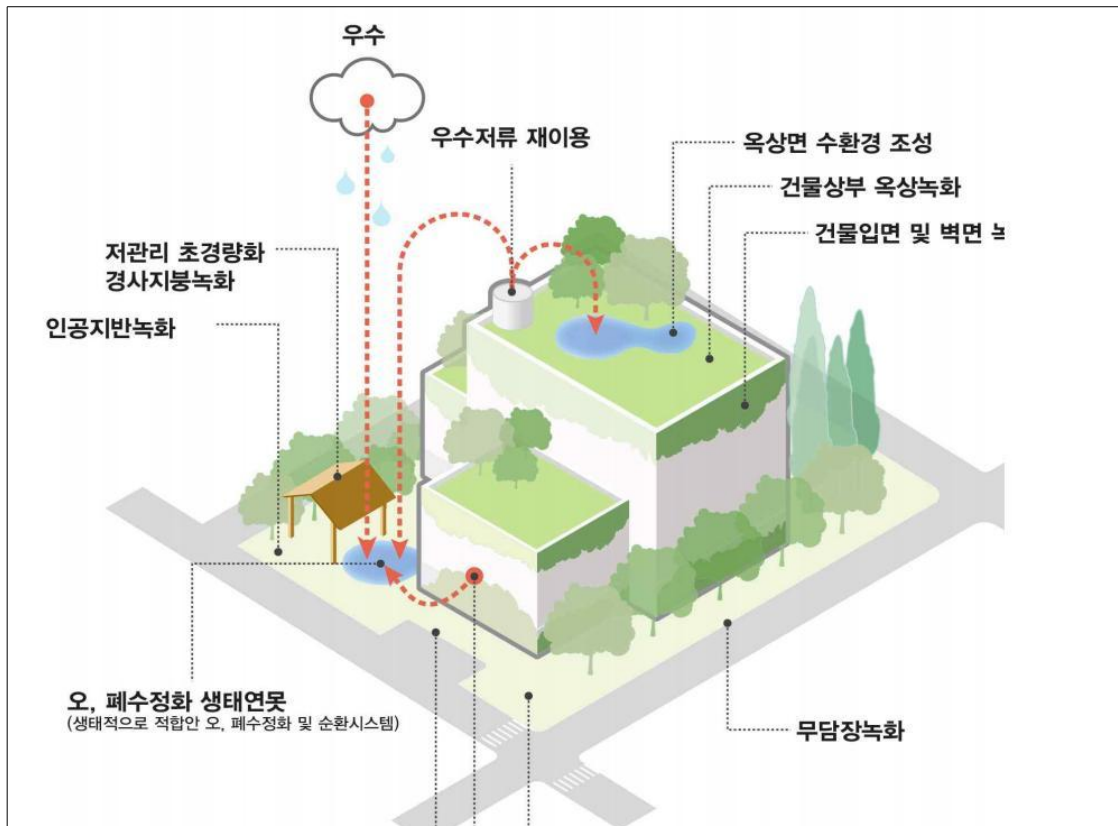 우수
우수저류 재이용
옥상면 수환경 조성
건물상부 옥상녹화
건물입면 및 벽면
저관리 초경량화
경사지붕녹화
인공지반녹화
오, 폐수정화 생태연못
(생태적으로 적합안 오, 폐수정화 및 순환시스템)
무담장녹화